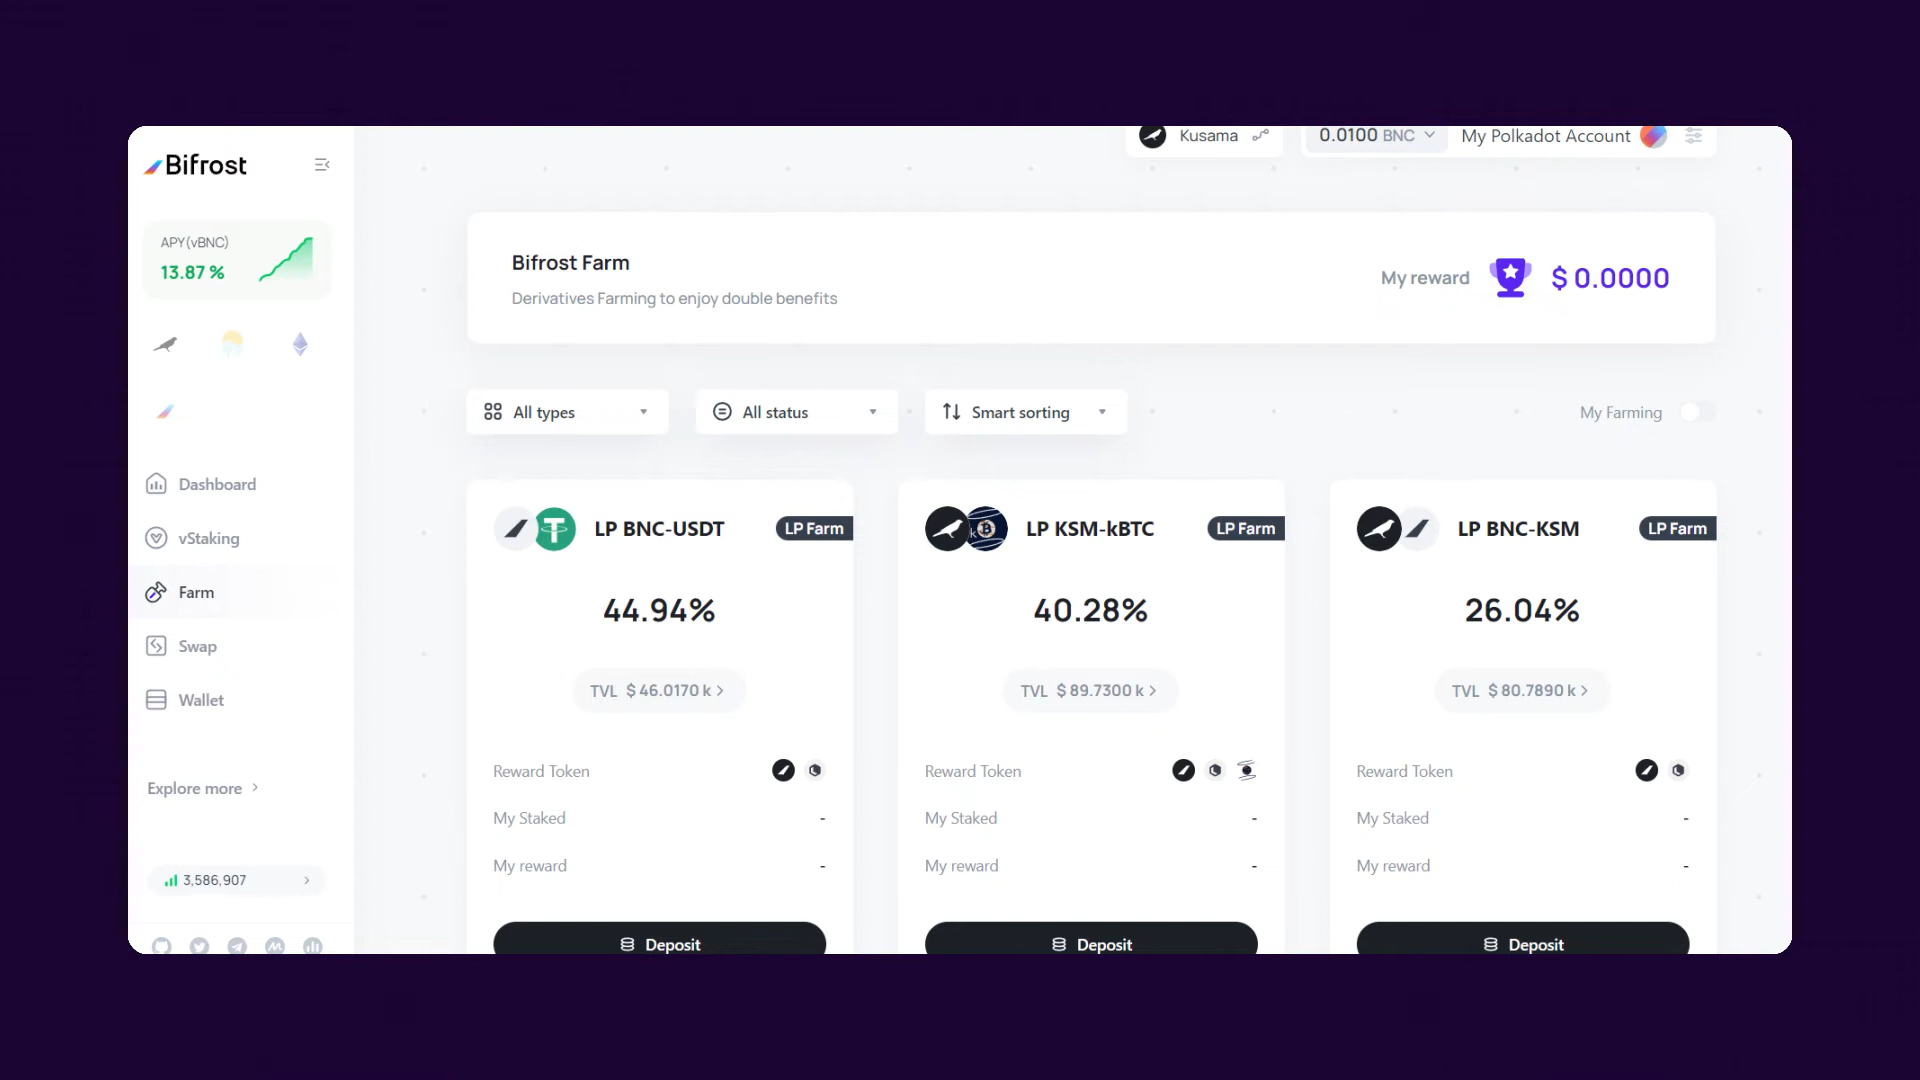 Bifrost
APY(vBNC)
13.87 %
Dashboard
vStaking
Farm
Swap
Wallet
Explore more
3,586,907
Kusama
0.0100 BNC
My Polkadot Account
Bifrost Farm
Derivatives Farming to enjoy double benefits
My reward
$ 0.0000
All types
All status
Smart sorting
My Farming
LP BNC-USDT
LP Farm
44.94%
TVL $ 46.0170 k
Reward Token
My Staked -
My reward -
Deposit
LP KSM-kBTC
LP Farm
40.28%
TVL $ 89.7300 k
Reward Token
My Staked -
My reward -
Deposit
LP BNC-KSM
LP Farm
26.04%
TVL $ 80.7890 k
Reward Token
My Staked -
My reward -
Deposit